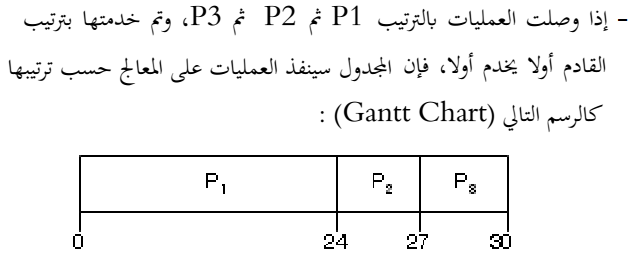 - إذا وصلت العمليات بالترتيب P1 ثم P2 ثم P3، وتم خدمتها بترتيب
القادم أولا يخدم أولا، فإن المجدول سينفذ العمليات على المعالج حسب ترتيبها
كالرسم التالي (Gantt Chart) :
P₁ P₂ P₃
0 24 27 30